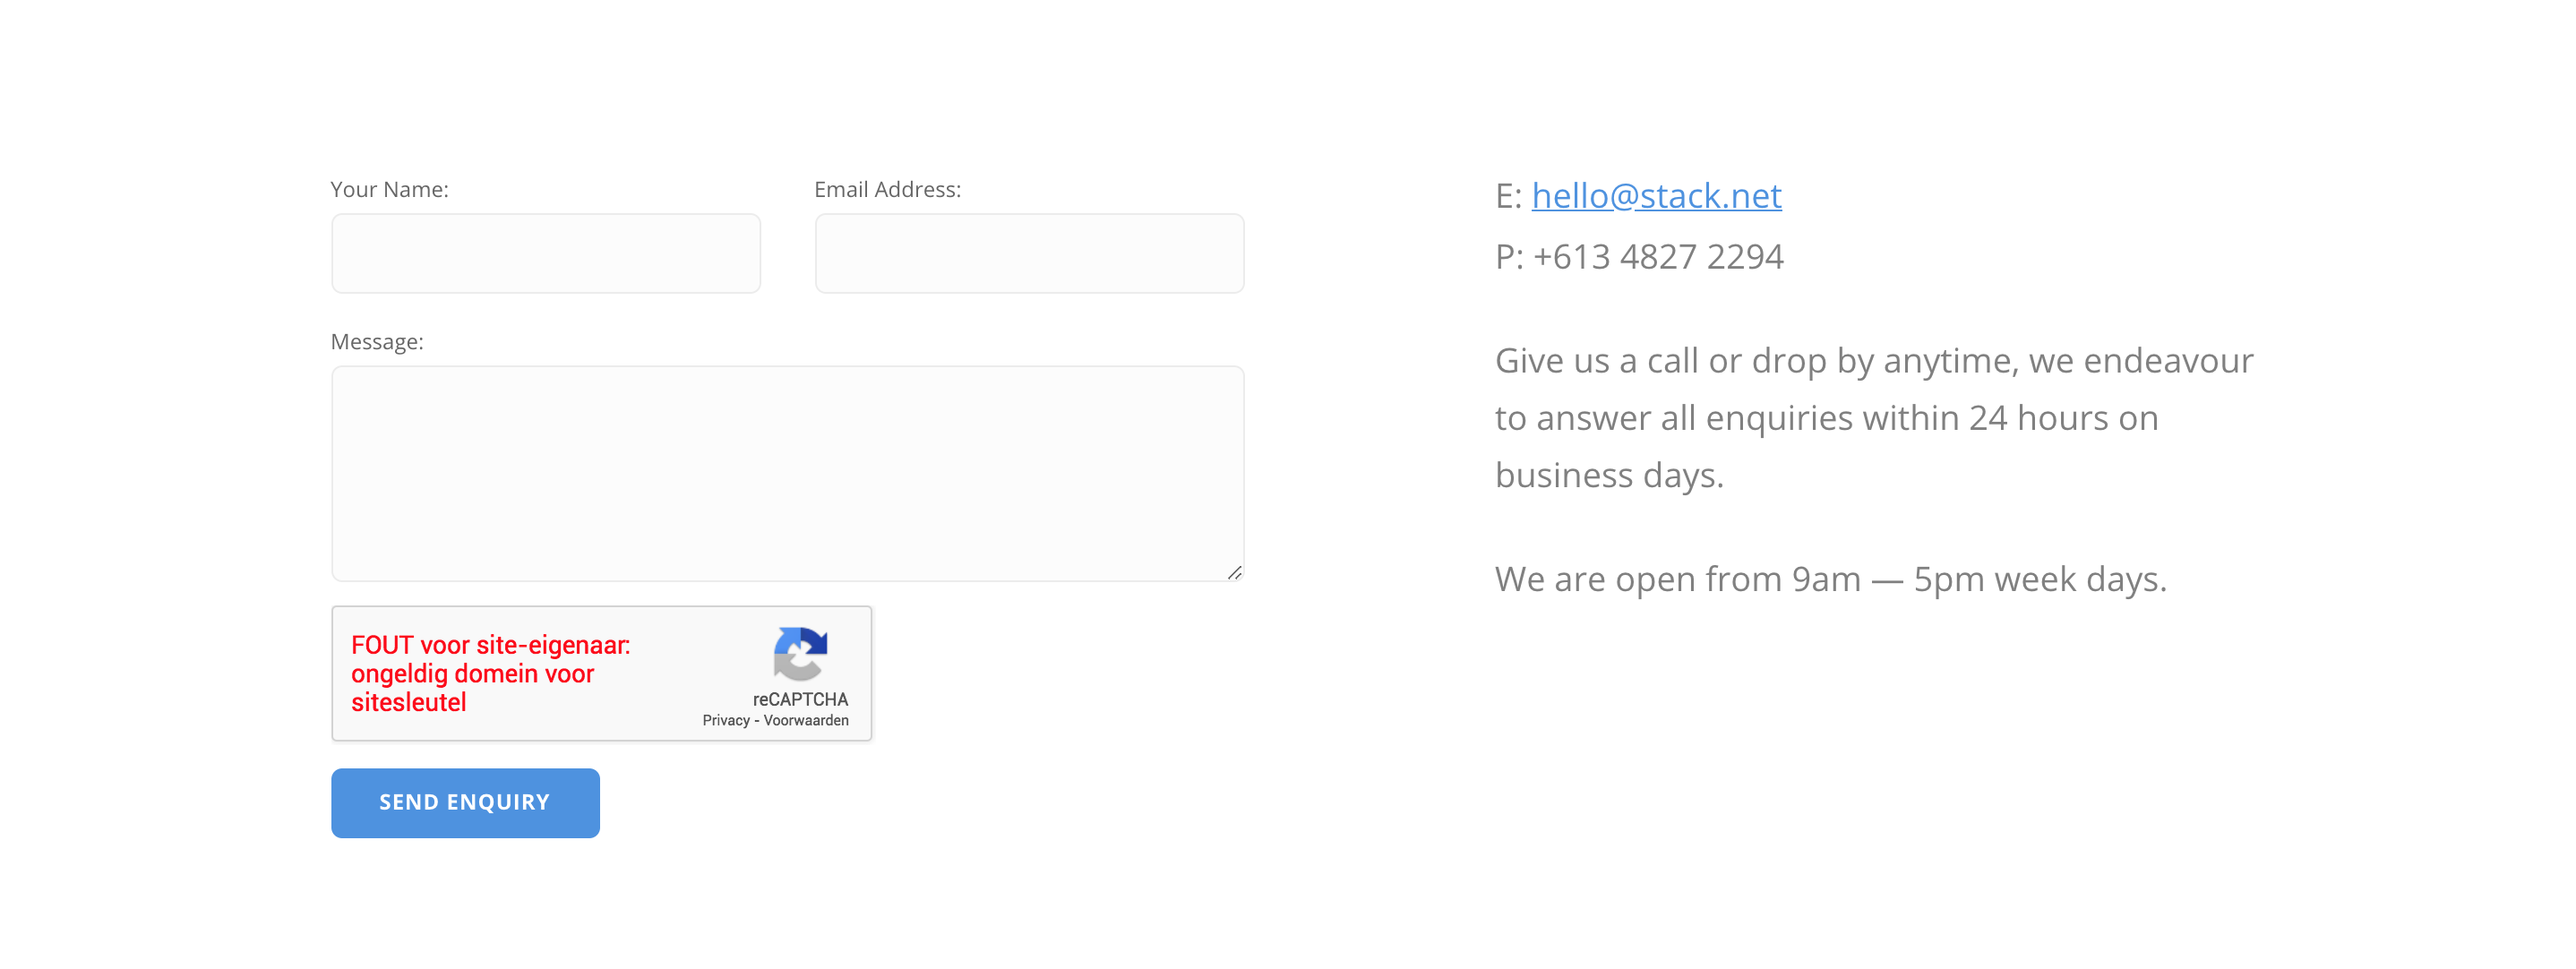 Your Name:
Email Address:
Message:
FOUT voor site-eigenaar:
ongeldig domein voor
sitesleutel
reCAPTCHA
Privacy - Voorwaarden
SEND ENQUIRY
E: hello@stack.net
P: +613 4827 2294
Give us a call or drop by anytime, we endeavour
to answer all enquiries within 24 hours on
business days.
We are open from 9am — 5pm week days.